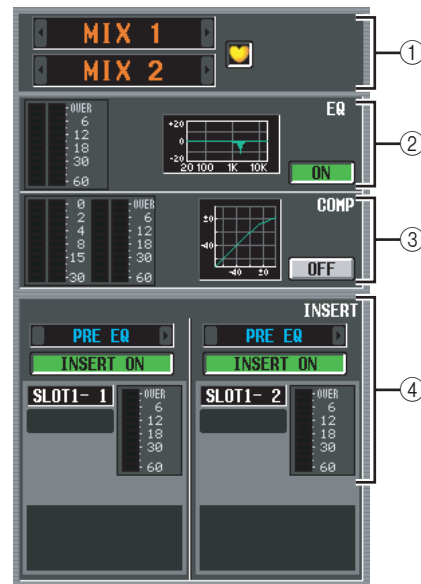 MIX 1
MIX 2
①
EQ
OVER
6
12
18
30
60
+20
0
-20
20 100 1K 10K
ON
②
COMP
0
2
4
8
15
30
OVER
6
12
18
30
60
±0
-40
-40 ±0
OFF
③
INSERT
PRE EQ
PRE EQ
INSERT ON
INSERT ON
SLOT1- 1
OVER
6
12
18
30
60
SLOT1- 2
OVER
6
12
18
30
60
④